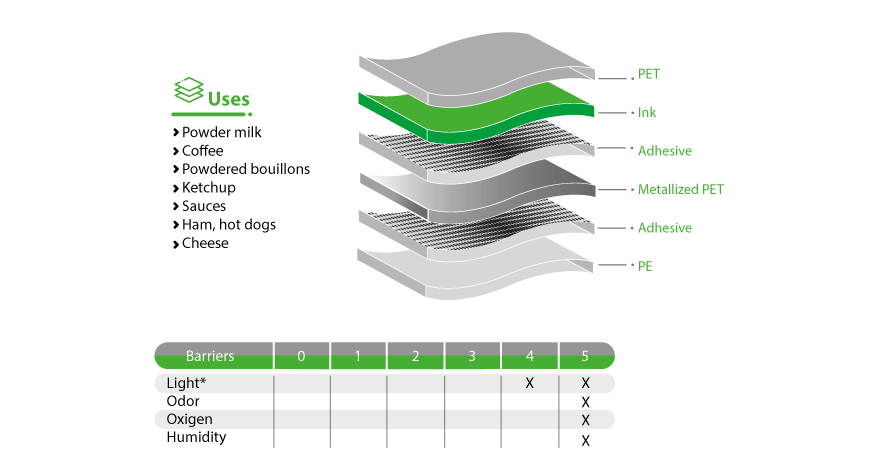 Uses
Powder milk
Coffee
Powdered bouillons
Ketchup
Sauces
Ham, hot dogs
Cheese
PET
Ink
Adhesive
Metallized PET
Adhesive
PE
Barriers 0 1 2 3 4 5
Light* X X
Odor X
Oxigen X
Humidity X